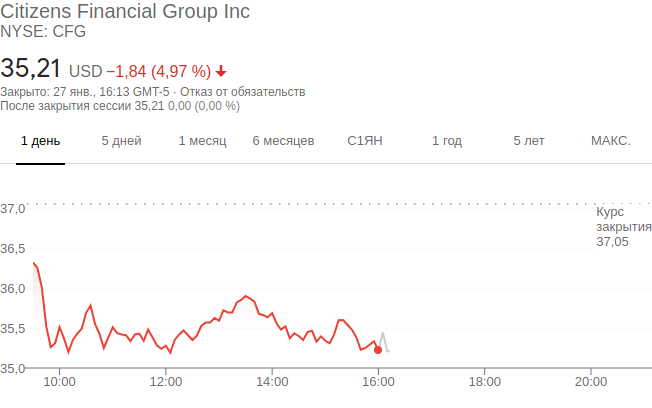 Citizens Financial Group Inc
NYSE: CFG
35,21 USD −1,84 (4,97 %)
Закрыто: 27 янв., 16:13 GMT-5 · Отказ от обязательств
После закрытия сессии 35,21 0,00 (0,00 %)
1 день 5 дней 1 месяц 6 месяцев С1ЯН 1 год 5 лет МАКС.
37,0
Курс
закрытия
37,05
36,5
36,0
35,5
35,0
10:00 12:00 14:00 16:00 18:00 20:00